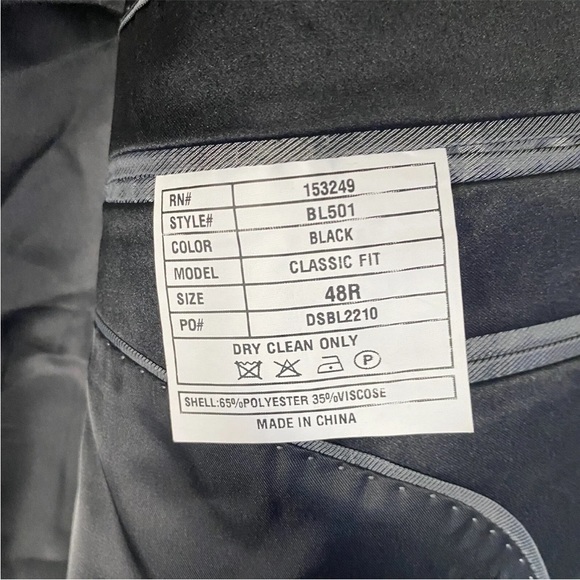 RN# 153249
STYLE# BL501
COLOR BLACK
MODEL CLASSIC FIT
SIZE 48R
PO# DSBL2210
DRY CLEAN ONLY
P
SHELL:65%POLYESTER 35%VISCOSE
MADE IN CHINA